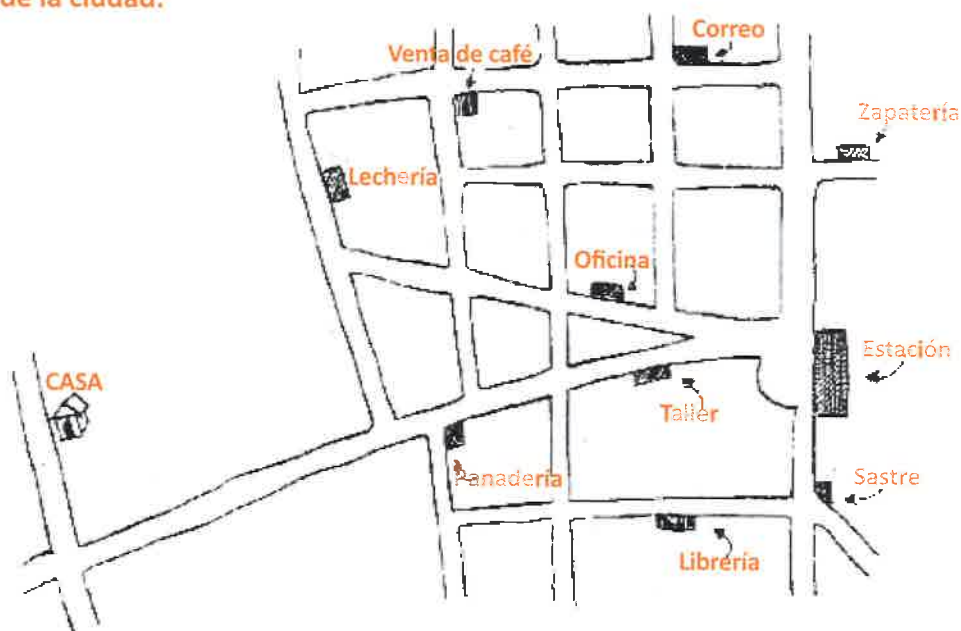 de la ciudad.
Correo
Venta de café
Zapatería
Lechería
Oficina
Estación
CASA
Taller
Panadería
Sastre
Librería